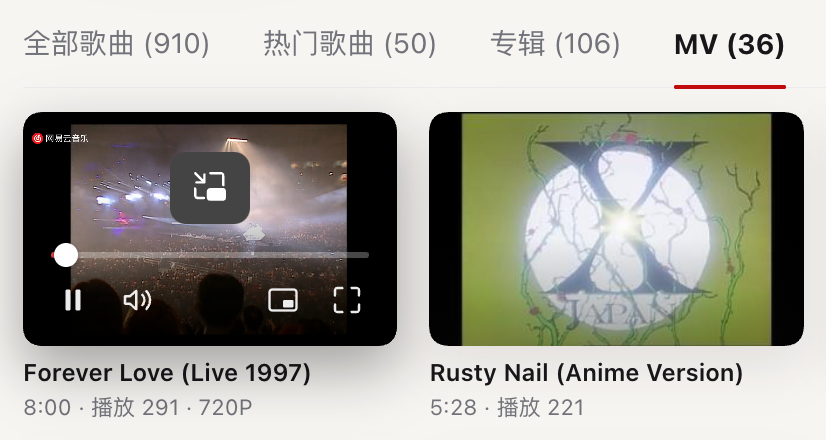 全部歌曲 (910) 热门歌曲 (50) 专辑 (106) MV (36)
网易云音乐
X
JAPAN
Forever Love (Live 1997) Rusty Nail (Anime Version)
8:00 · 播放 291 · 720P 5:28 · 播放 221